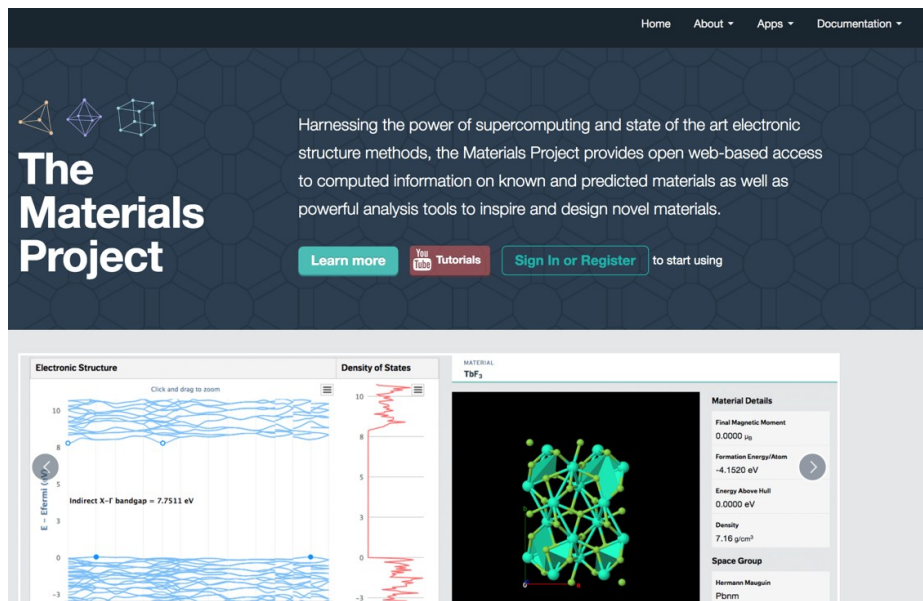 Home About Apps Documentation
The
Materials
Project
Harnessing the power of supercomputing and state of the art electronic
structure methods, the Materials Project provides open web-based access
to computed information on known and predicted materials as well as
powerful analysis tools to inspire and design novel materials.
Learn more
You
Tube
Tutorials
Sign In or Register
to start using
Electronic Structure
Click and drag to zoom
10
8
5
3
0
-3
E - Efermi (eV)
Indirect X-Γ bandgap = 7.7511 eV
Density of States
10
8
5
3
0
-3
MATERIAL
TbF₃
Material Details
Final Magnetic Moment
0.0000 μB
Formation Energy/Atom
-4.1520 eV
Energy Above Hull
0.0000 eV
Density
7.16 g/cm³
Space Group
Hermann Mauguin
Pbnm